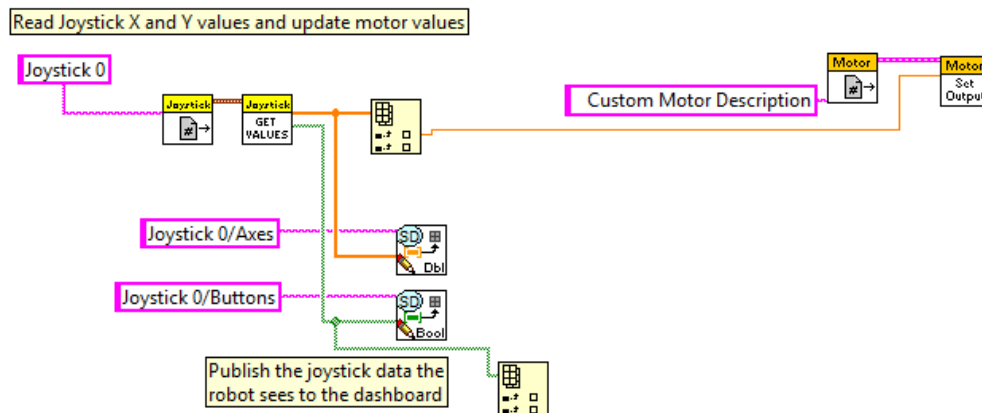 Read Joystick X and Y values and update motor values
Joystick 0
Motor
Motor
Set
Output
Custom Motor Description
Joystick
Joystick
GET
VALUES
Joystick 0/Axes
SD
Dbl
Joystick 0/Buttons
SD
Bool
Publish the joystick data the
robot sees to the dashboard